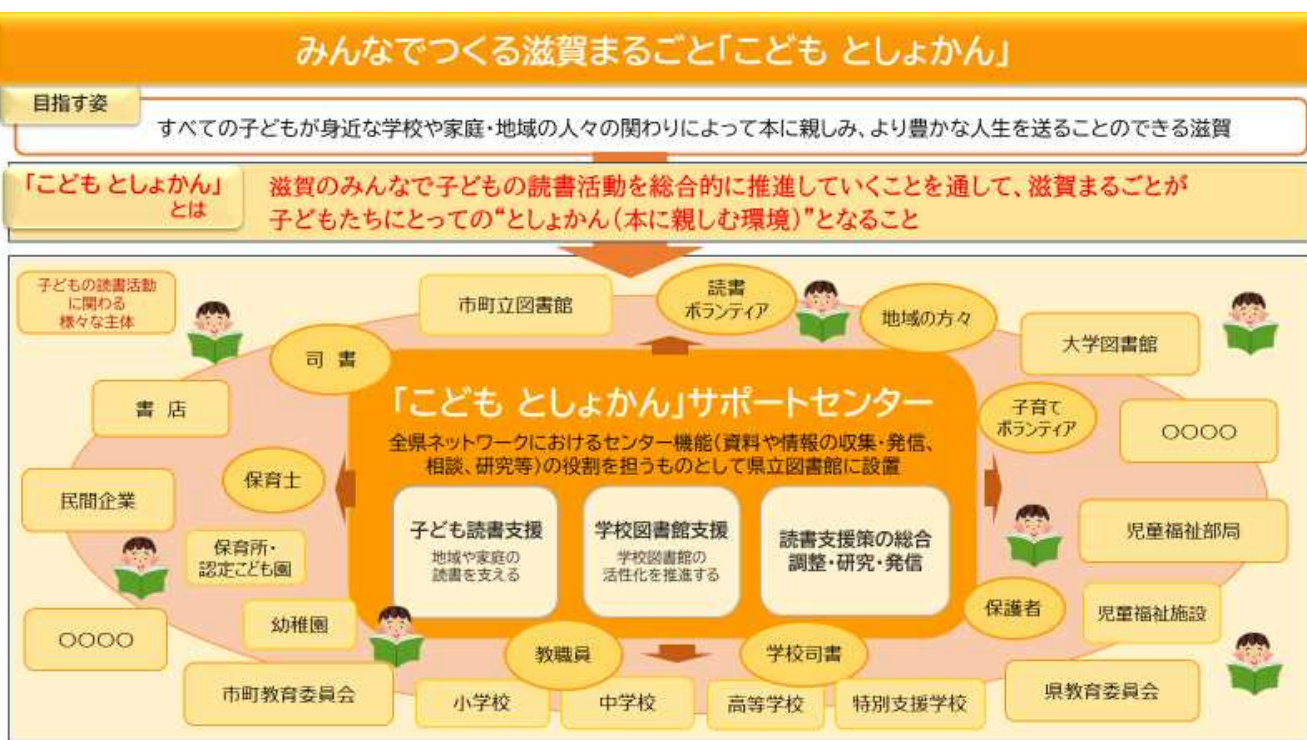 みんなでつくる滋賀まるごと「こども としょかん」
目指す姿
すべての子どもが身近な学校や家庭・地域の人々の関わりによって本に親しみ、より豊かな人生を送ることのできる滋賀
「こども としょかん」
とは
滋賀のみんなで子どもの読書活動を総合的に推進していくことを通して、滋賀まるごとが
子どもたちにとっての“としょかん（本に親しむ環境）”となること
子どもの読書活動
に関わる
様々な主体
市町立図書館
読書
ボランティア
地域の方々
大学図書館
司書
書店
子育て
ボランティア
〇〇〇〇
「こども としょかん」サポートセンター
全県ネットワークにおけるセンター機能（資料や情報の収集・発信、
相談、研究等）の役割を担うものとして県立図書館に設置
保育士
民間企業
子ども読書支援
地域や家庭の
読書を支える
学校図書館支援
学校図書館の
活性化を推進する
読書支援策の総合
調整・研究・発信
児童福祉部局
保育所・
認定こども園
保護者
児童福祉施設
〇〇〇〇
幼稚園
教職員
学校司書
市町教育委員会
小学校
中学校
高等学校
特別支援学校
県教育委員会